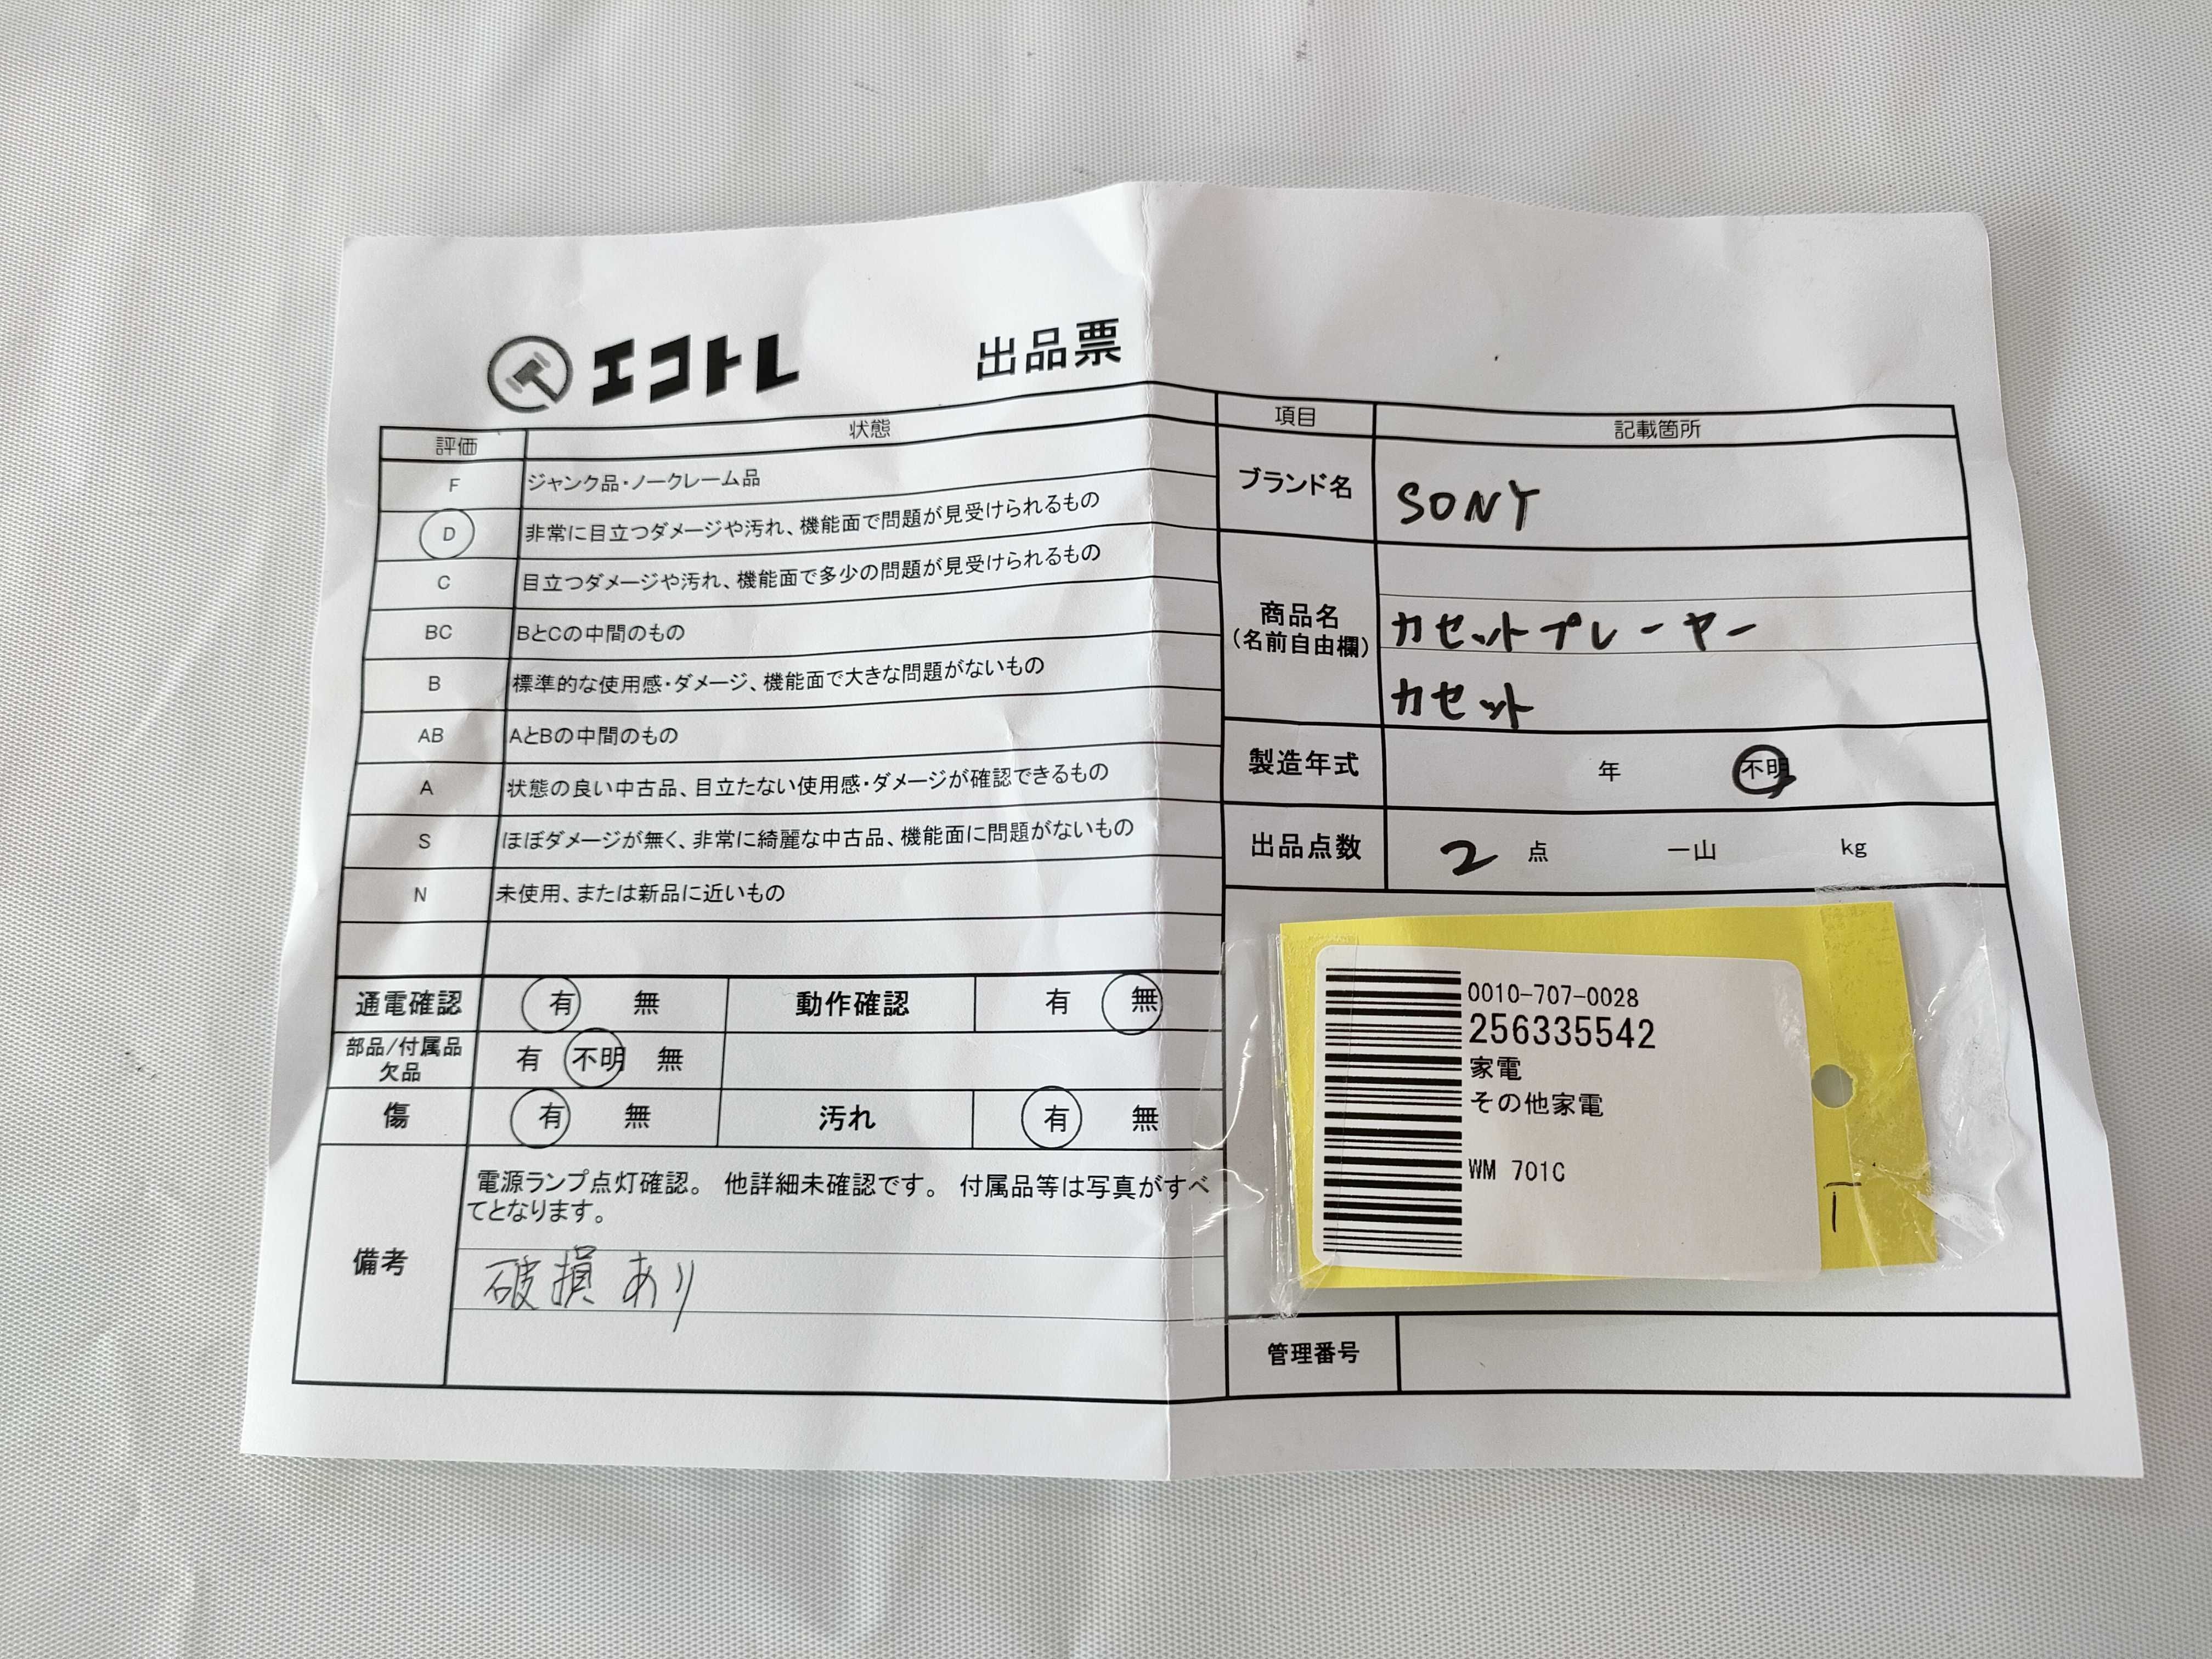 エコトレ 出品票
評価 状態
F ジャンク品・ノークレーム品
D 非常に目立つダメージや汚れ、機能面で問題が見受けられるもの
C 目立つダメージや汚れ、機能面で多少の問題が見受けられるもの
BC BとCの中間のもの
B 標準的な使用感・ダメージ、機能面で大きな問題がないもの
AB AとBの中間のもの
A 状態の良い中古品、目立たない使用感・ダメージが確認できるもの
S ほぼダメージが無く、非常に綺麗な中古品、機能面に問題がないもの
N 未使用、または新品に近いもの
通電確認 有 無 動作確認 有 無
部品/付属品 欠品 有 不明 無
傷 有 無 汚れ 有 無
備考
電源ランプ点灯確認。 他詳細未確認です。 付属品等は写真がすべ
てとなります。
破損あり
項目 記載箇所
ブランド名 SONY
商品名
(名前自由欄)
カセットプレーヤー
カセット
製造年式 年 不明
出品点数 2 点 一山 kg
0010-707-0028
256335542
家電
その他家電
WM 701C
管理番号